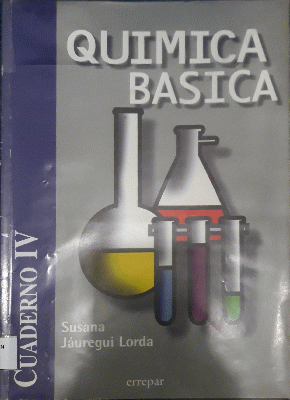 QUIMICA
BASICA
CUADERNO IV
Susana
Jáuregui Lorda
errepar